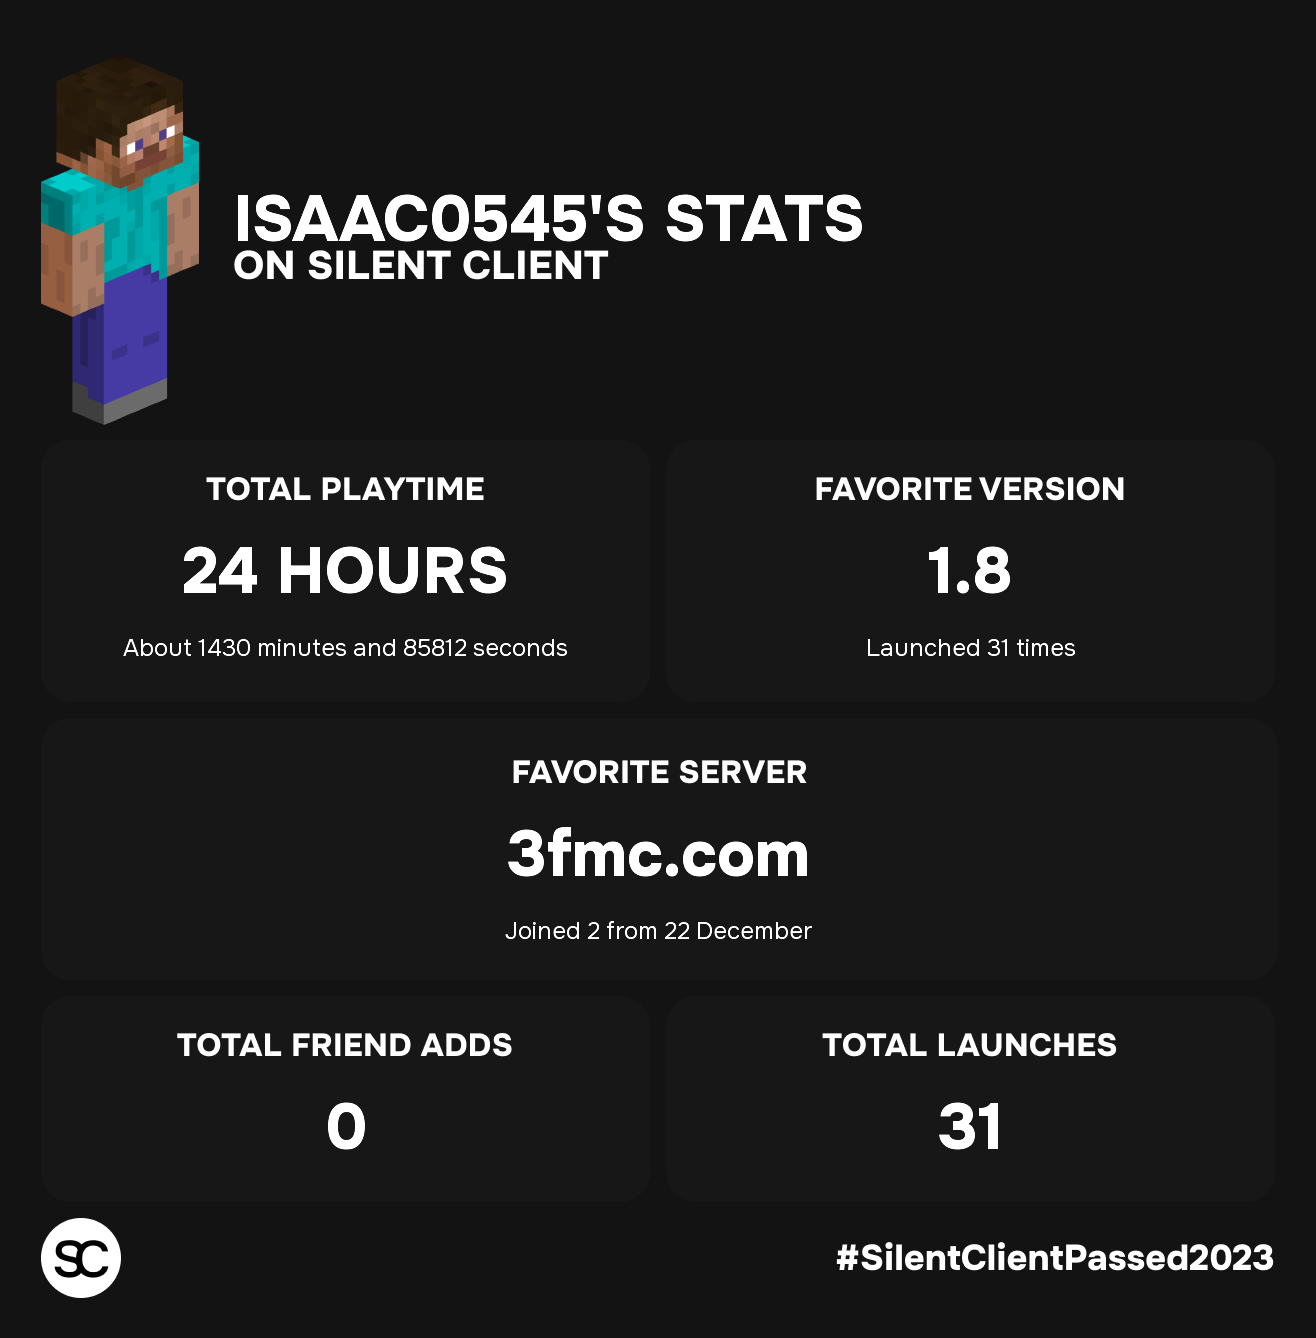 ISAAC0545'S STATS
ON SILENT CLIENT
TOTAL PLAYTIME
24 HOURS
About 1430 minutes and 85812 seconds
FAVORITE VERSION
1.8
Launched 31 times
FAVORITE SERVER
3fmc.com
Joined 2 from 22 December
TOTAL FRIEND ADDS
0
TOTAL LAUNCHES
31
SC
#SilentClientPassed2023